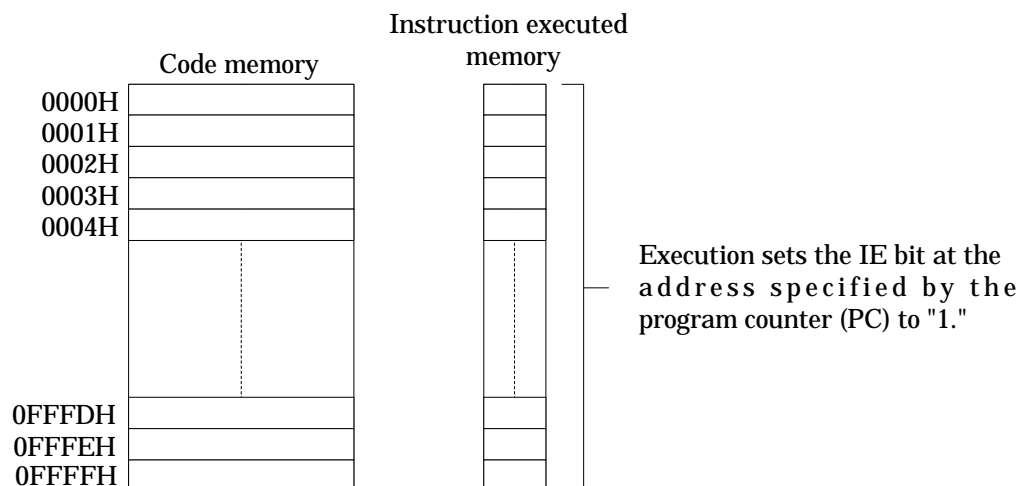 Instruction executed
memory
Code memory
0000H
0001H
0002H
0003H
0004H
Execution sets the IE bit at the
address specified by the
program counter (PC) to "1."
0FFFDH
0FFFEH
0FFFFH